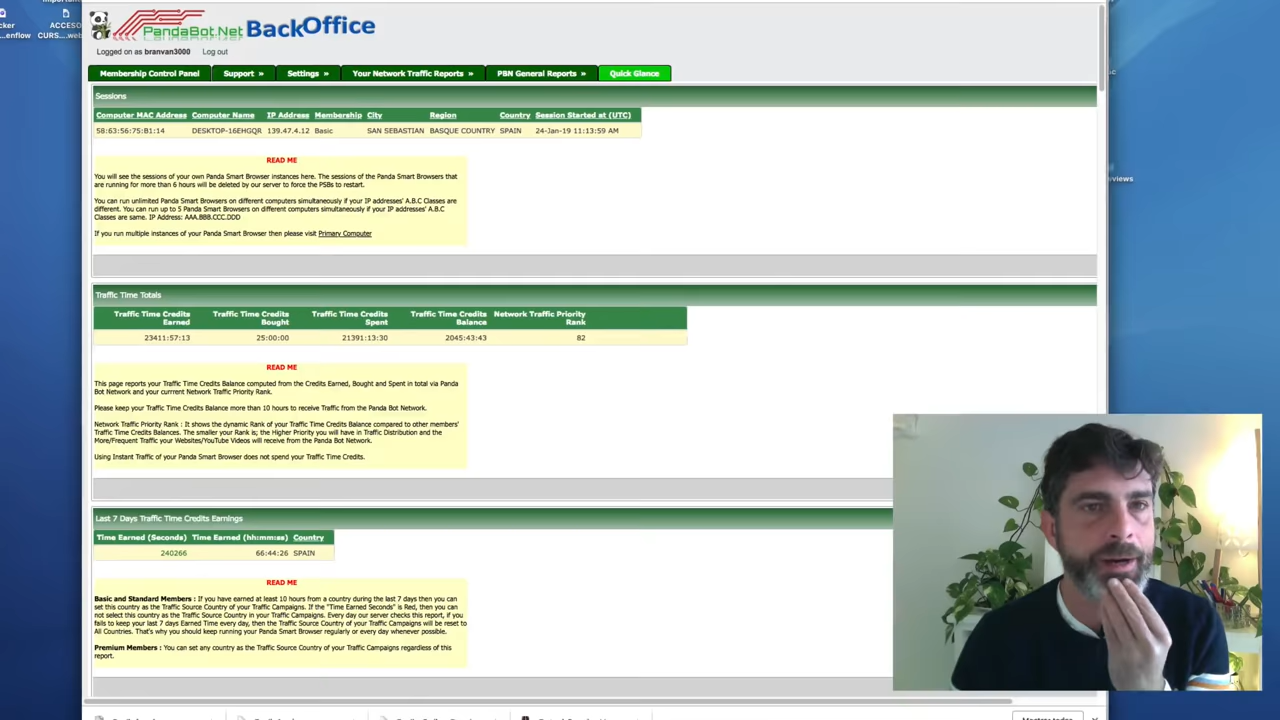 PandaBot.Net BackOffice
Logged on as branvan3000 Log out
Membership Control Panel Support » Settings » Your Network Traffic Reports » PBN General Reports » Quick Glance
Sessions
Computer MAC Address Computer Name IP Address Membership City Region Country Session Started at (UTC)
58:63:56:75:B1:14 DESKTOP-16EHGQR 139.47.4.12 Basic SAN SEBASTIAN BASQUE COUNTRY SPAIN 24-Jan-19 11:13:59 AM
READ ME
You will see the sessions of your own Panda Smart Browser instances here. The sessions of the Panda Smart Browsers that
are running for more than 6 hours will be deleted by our server to force the PSBs to restart.
You can run unlimited Panda Smart Browsers on different computers simultaneously if your IP addresses' A.B.C Classes are
different. You can run up to 5 Panda Smart Browsers on different computers simultaneously if your IP addresses' A.B.C
Classes are same. IP Address: AAA.BBB.CCC.DDD
If you run multiple instances of your Panda Smart Browser then please visit Primary Computer
Traffic Time Totals
Traffic Time Credits Traffic Time Credits Traffic Time Credits Traffic Time Credits Network Traffic Priority
Earned Bought Spent Balance Rank
23411:57:13 25:00:00 21391:13:30 2045:43:43 82
READ ME
This page reports your Traffic Time Credits Balance computed from the Credits Earned, Bought and Spent in total via Panda
Bot Network and your currrent Network Traffic Priority Rank.
Please keep your Traffic Time Credits Balance more than 10 hours to receive Traffic from the Panda Bot Network.
Network Traffic Priority Rank : It shows the dynamic Rank of your Traffic Time Credits Balance compared to other members'
Traffic Time Credits Balances. The smaller your Rank is; the Higher Priority you will have in Traffic Distribution and the
More/Frequent Traffic your Websites/YouTube Videos will receive from the Panda Bot Network.
Using Instant Traffic of your Panda Smart Browser does not spend your Traffic Time Credits.
Last 7 Days Traffic Time Credits Earnings
Time Earned (Seconds) Time Earned (hh:mm:ss) Country
240266 66:44:26 SPAIN
READ ME
Basic and Standard Members : If you have earned at least 10 hours from a country during the last 7 days then you can
set this country as the Traffic Source Country of your Traffic Campaigns. If the "Time Earned Seconds" is Red, then you can
not select this country as the Traffic Source Country in your Traffic Campaigns. Every day our server checks this report, if you
fails to keep your last 7 days Earned Time every day, then the Traffic Source Country of your Traffic Campaigns will be reset to
All Countries. That's why you should keep running your Panda Smart Browser regularly or every day whenever possible.
Premium Members : You can set any country as the Traffic Source Country of your Traffic Campaigns regardless of this
report.
ACCESO
CURS....web
...enflow